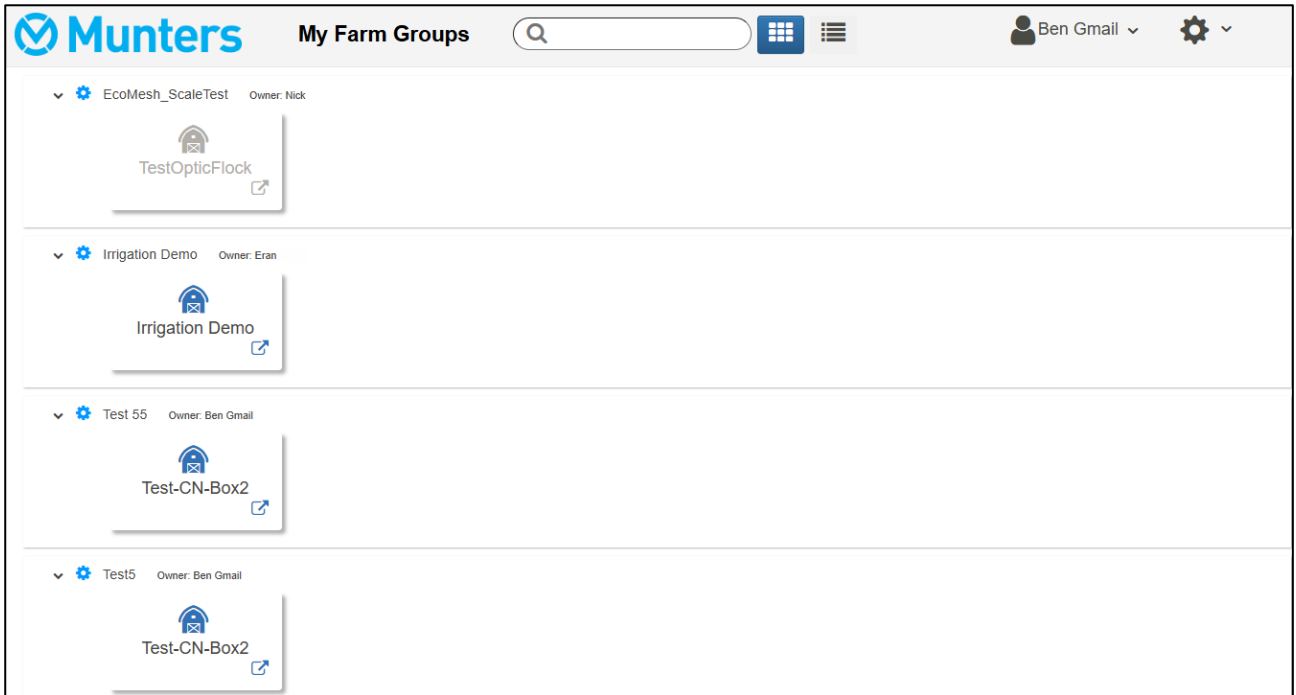 Munters My Farm Groups Ben Gmail
EcoMesh_ScaleTest Owner: Nick
TestOpticFlock
Irrigation Demo Owner: Eran
Irrigation Demo
Test 55 Owner: Ben Gmail
Test-CN-Box2
Test5 Owner: Ben Gmail
Test-CN-Box2